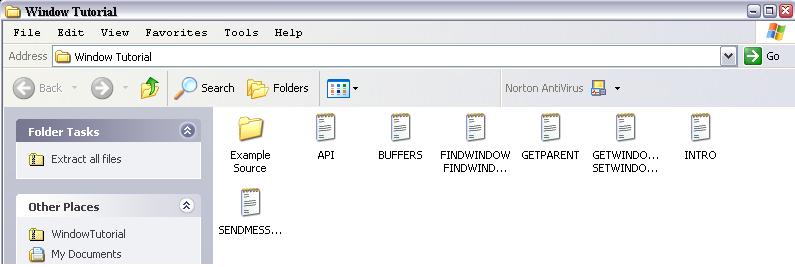 Window Tutorial
File Edit View Favorites Tools Help
Address Window Tutorial Go
Back Search Folders Norton AntiVirus
Folder Tasks
Extract all files
Other Places
WindowTutorial
My Documents
Example
Source
API
BUFFERS
FINDWINDOW
FINDWIND...
GETPARENT
GETWINDO...
SETWINDO...
INTRO
SENDMESS...